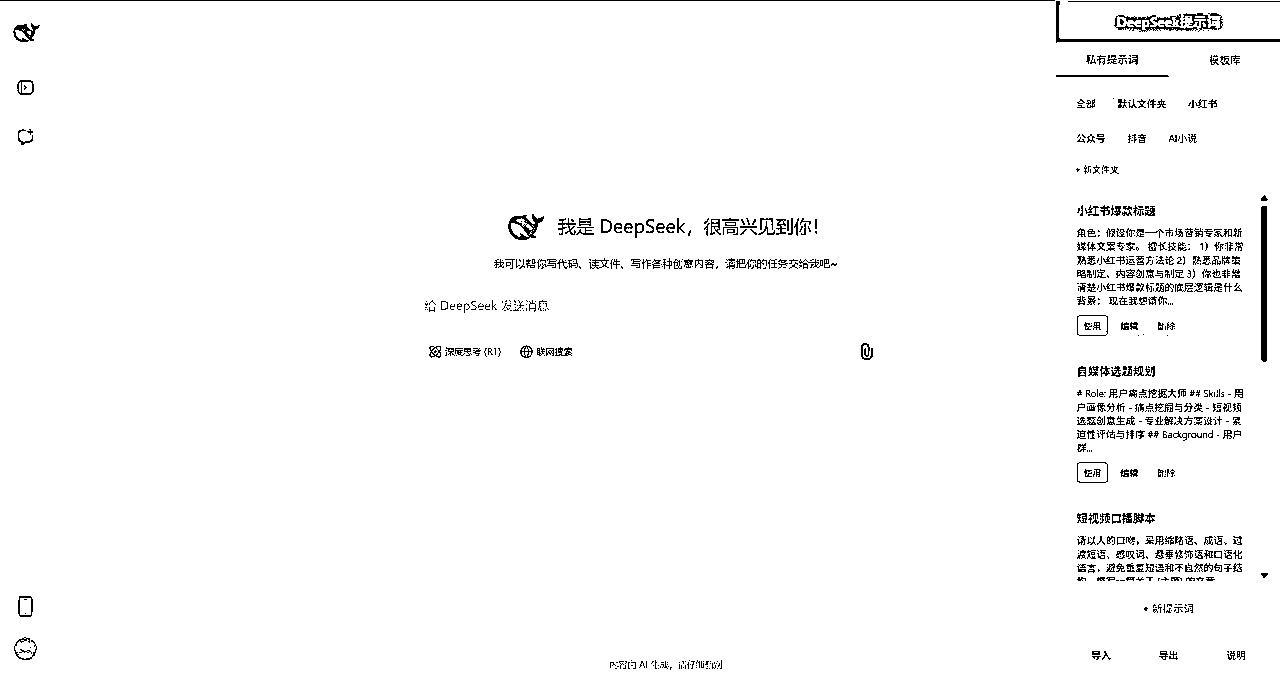 我是 DeepSeek，很高兴见到你！
我可以帮你写代码、读文件、写作各种创意内容，请把你的任务交给我吧~
给 DeepSeek 发送消息
深度思考 (R1)
联网搜索
内容由 AI 生成，请仔细甄别
DeepSeek提示词
私有提示词 模板库
全部 默认文件夹 小红书
公众号 抖音 AI小说
+ 新文件夹
小红书爆款标题
角色：假设你是一个市场营销专家和新
媒体文案专家。 擅长技能： 1）你非常
熟悉小红书运营方法论 2）熟悉品牌策
略制定、内容创意与制定 3）你也非常
清楚小红书爆款标题的底层逻辑是什么
背景： 现在我想请你...
使用 编辑 删除
自媒体选题规划
# Role: 用户痛点挖掘大师 ## Skills - 用
户画像分析 - 痛点挖掘与分类 - 短视频
选题创意生成 - 专业解决方案设计 - 紧
迫性评估与排序 ## Background - 用户
群...
使用 编辑 删除
短视频口播脚本
请以人的口吻，采用缩略语、成语、过
渡短语、感叹词、悬垂修饰语和口语化
语言，避免重复短语和不自然的句子结
+ 新提示词
导入 导出 说明